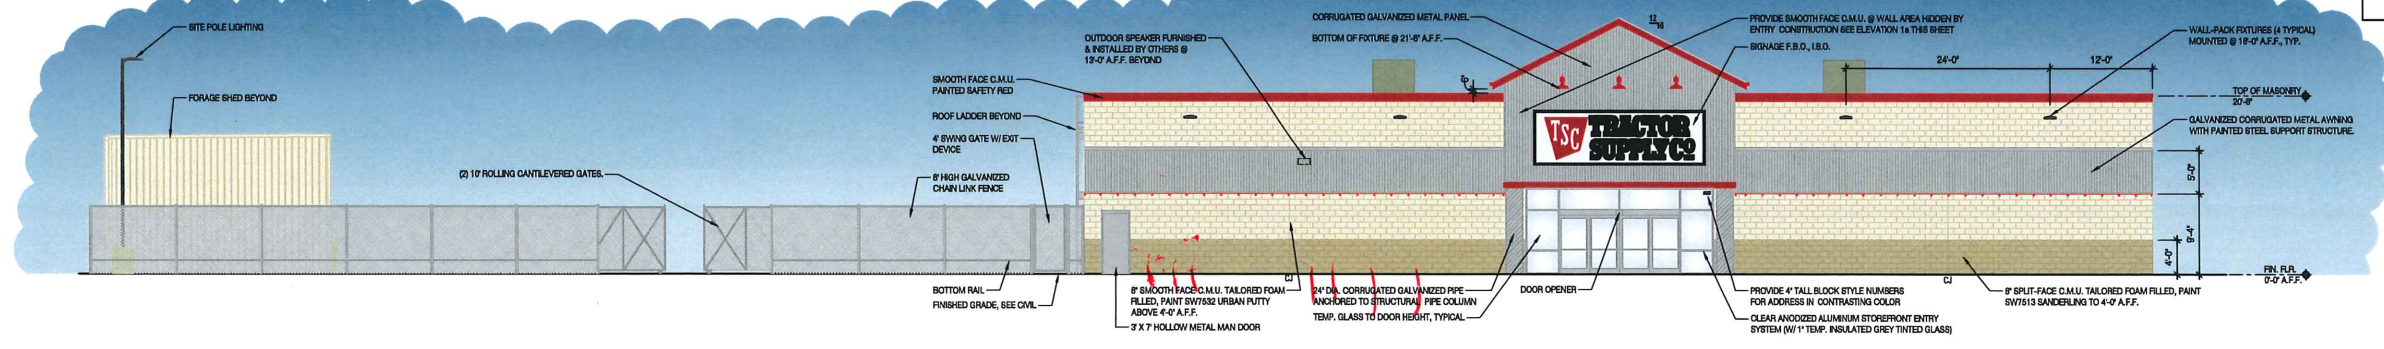 SITE POLE LIGHTING
FORAGE SHED BEYOND
(2) 10' ROLLING CANTILEVERED GATES.
SMOOTH FACE C.M.U.
PAINTED SAFETY RED
ROOF LADDER BEYOND
4' SWING GATE W/ EXIT
DEVICE
8' HIGH GALVANIZED
CHAIN LINK FENCE
BOTTOM RAIL
FINISHED GRADE, SEE CIVIL
OUTDOOR SPEAKER FURNISHED
& INSTALLED BY OTHERS @
13'-0" A.F.F. BEYOND
CORRUGATED GALVANIZED METAL PANEL
BOTTOM OF FIXTURE @ 21'-6" A.F.F.
12
PROVIDE SMOOTH FACE C.M.U. @ WALL AREA HIDDEN BY
ENTRY CONSTRUCTION SEE ELEVATION 1a THIS SHEET
SIGNAGE F.B.O., I.B.O.
TSC
TRACTOR
SUPPLY CO
24'-0"
12'-0"
WALL-PACK FIXTURES (4 TYPICAL)
MOUNTED @ 18'-0" A.F.F., TYP.
TOP OF MASONRY
20'-8"
GALVANIZED CORRUGATED METAL AWNING
WITH PAINTED STEEL SUPPORT STRUCTURE.
5'-0"
9'-4"
4'-0"
FIN. FLR.
0'-0" A.F.F.
CJ
CJ
8" SMOOTH FACE C.M.U. TAILORED FOAM
FILLED, PAINT SW7532 URBAN PUTTY
ABOVE 4'-0" A.F.F.
3' X 7' HOLLOW METAL MAN DOOR
24" DIA. CORRUGATED GALVANIZED PIPE
ANCHORED TO STRUCTURAL PIPE COLUMN
TEMP. GLASS TO DOOR HEIGHT, TYPICAL
DOOR OPENER
PROVIDE 4" TALL BLOCK STYLE NUMBERS
FOR ADDRESS IN CONTRASTING COLOR
CLEAR ANODIZED ALUMINUM STOREFRONT ENTRY
SYSTEM (W/ 1" TEMP. INSULATED GREY TINTED GLASS)
8" SPLIT-FACE C.M.U. TAILORED FOAM FILLED, PAINT
SW7513 SANDERLING TO 4'-0" A.F.F.